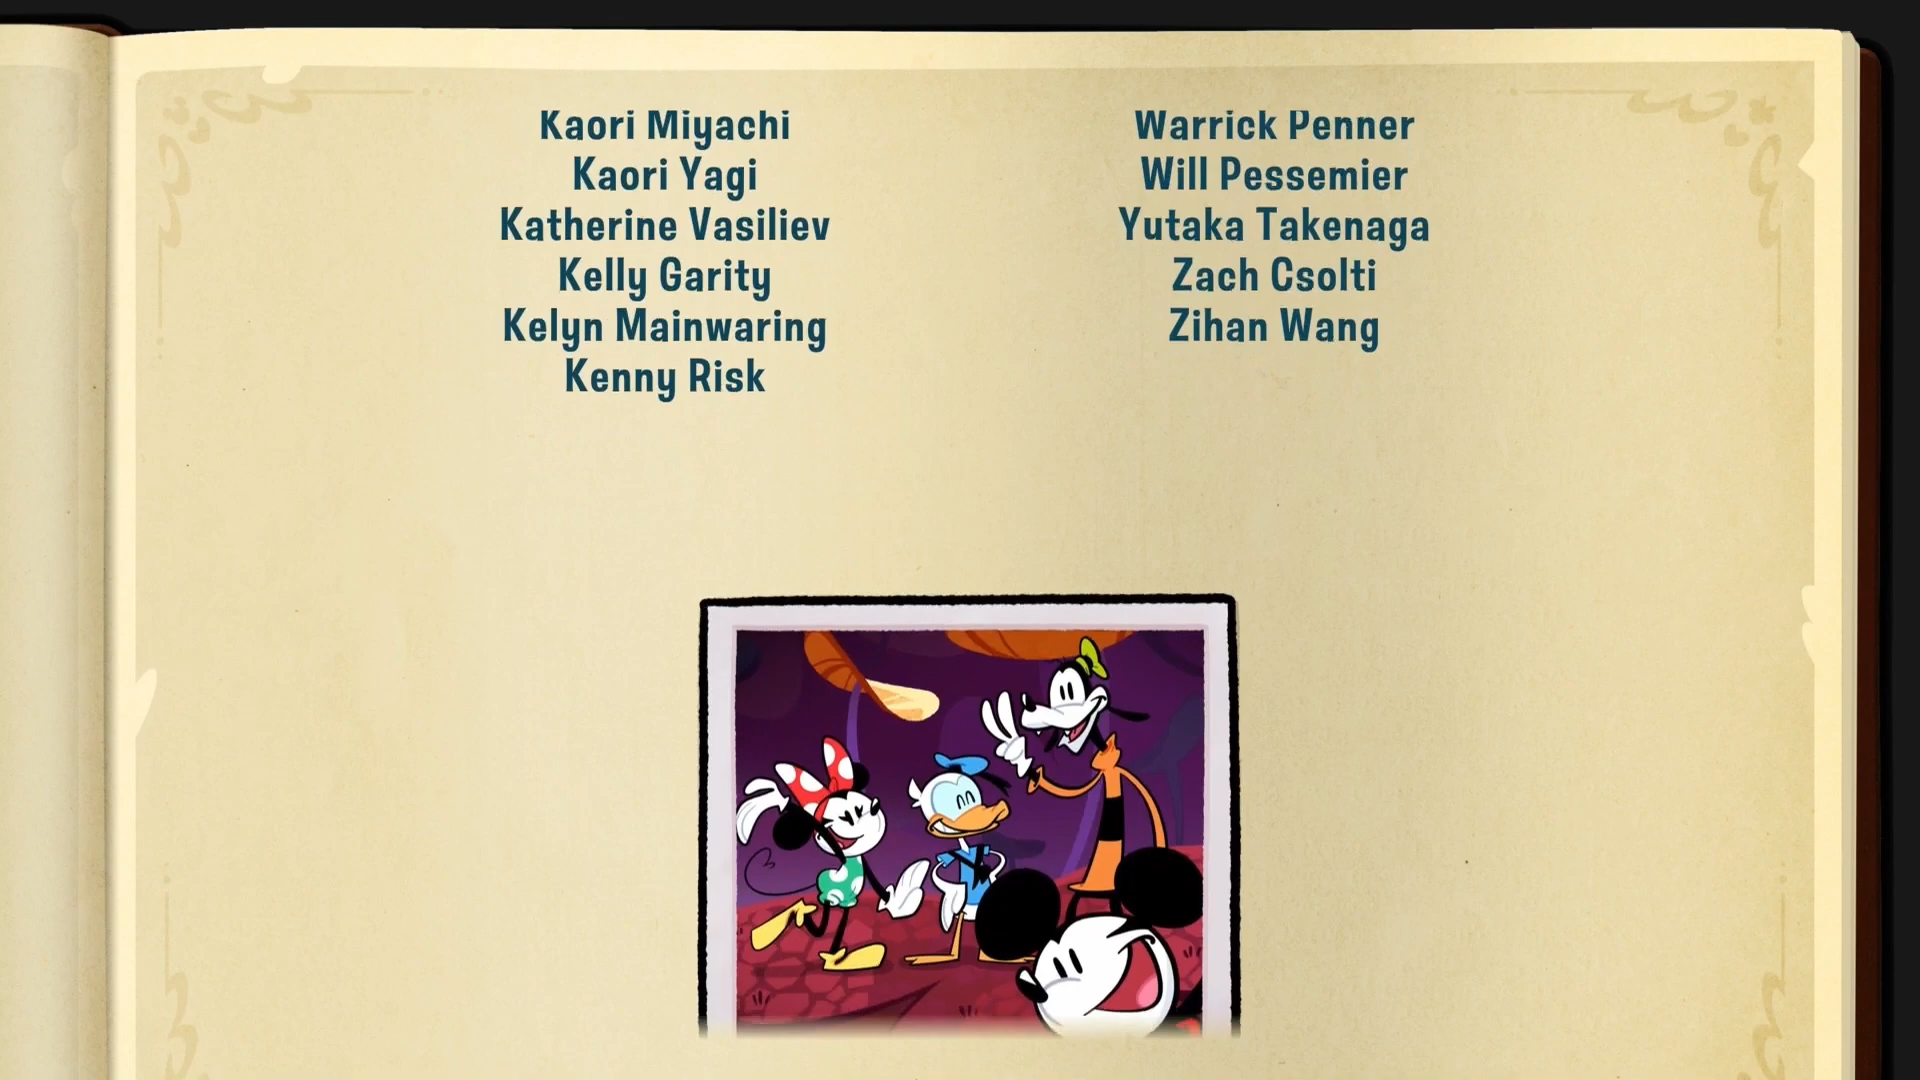 Kaori Miyachi
Kaori Yagi
Katherine Vasiliev
Kelly Garity
Kelyn Mainwaring
Kenny Risk
Warrick Penner
Will Pessemier
Yutaka Takenaga
Zach Csolti
Zihan Wang